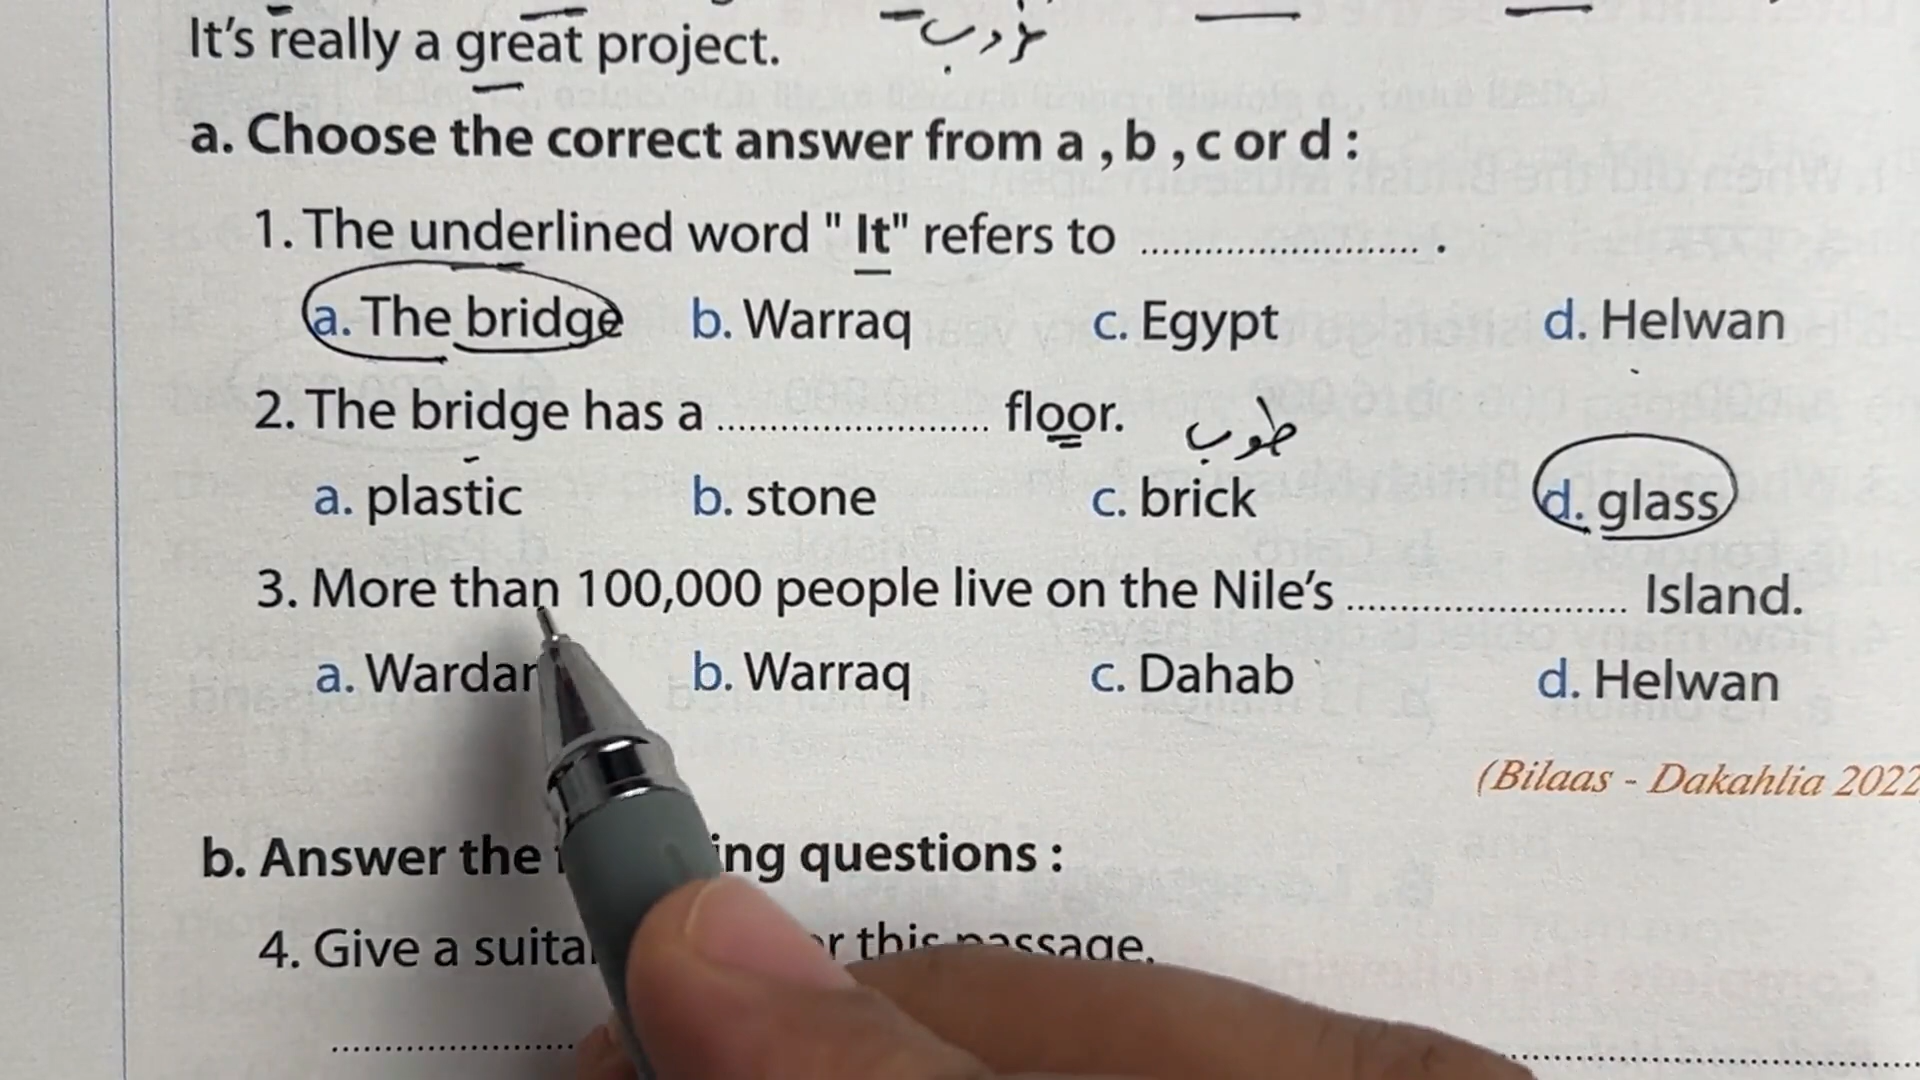 It's really a great project.
a. Choose the correct answer from a , b , c or d :
1. The underlined word " It" refers to ........................... .
a. The bridge b. Warraq c. Egypt d. Helwan
2. The bridge has a .......................... floor. طوب
a. plastic b. stone c. brick d. glass
3. More than 100,000 people live on the Nile's ........................... Island.
a. Wardan b. Warraq c. Dahab d. Helwan
(Bilaas - Dakahlia 2022
b. Answer the questions :
4. Give a this passage.